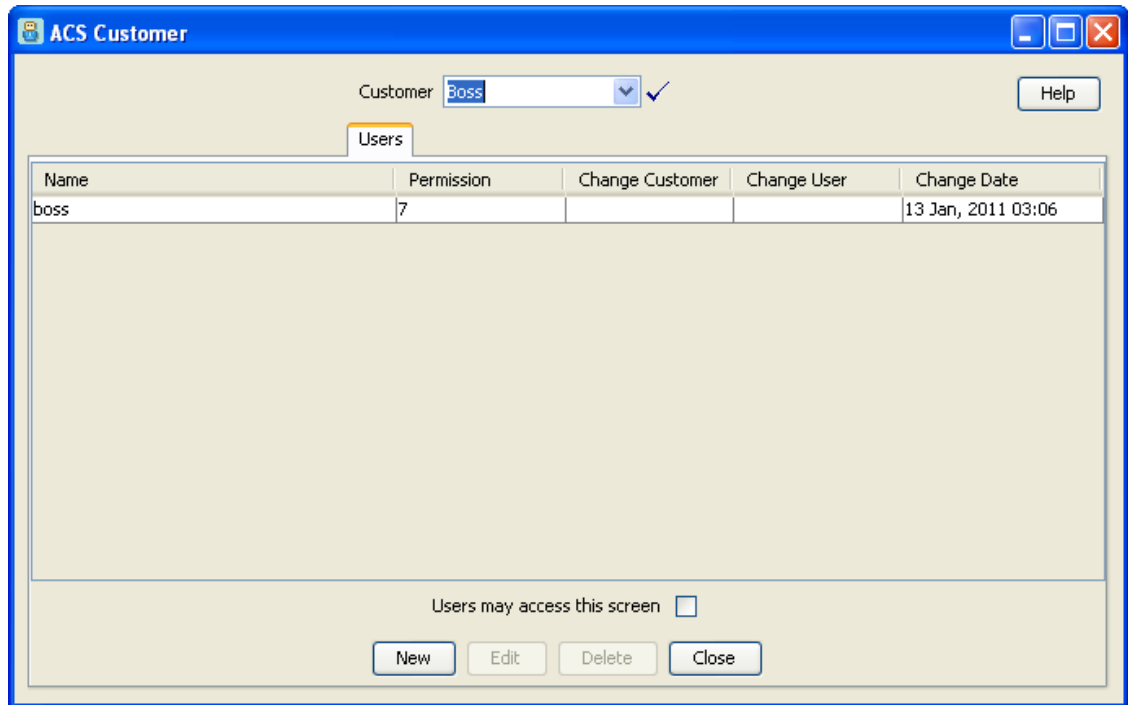 ACS Customer
Customer Boss Help
Users
Name Permission Change Customer Change User Change Date
boss 7 13 Jan, 2011 03:06
Users may access this screen
New Edit Delete Close